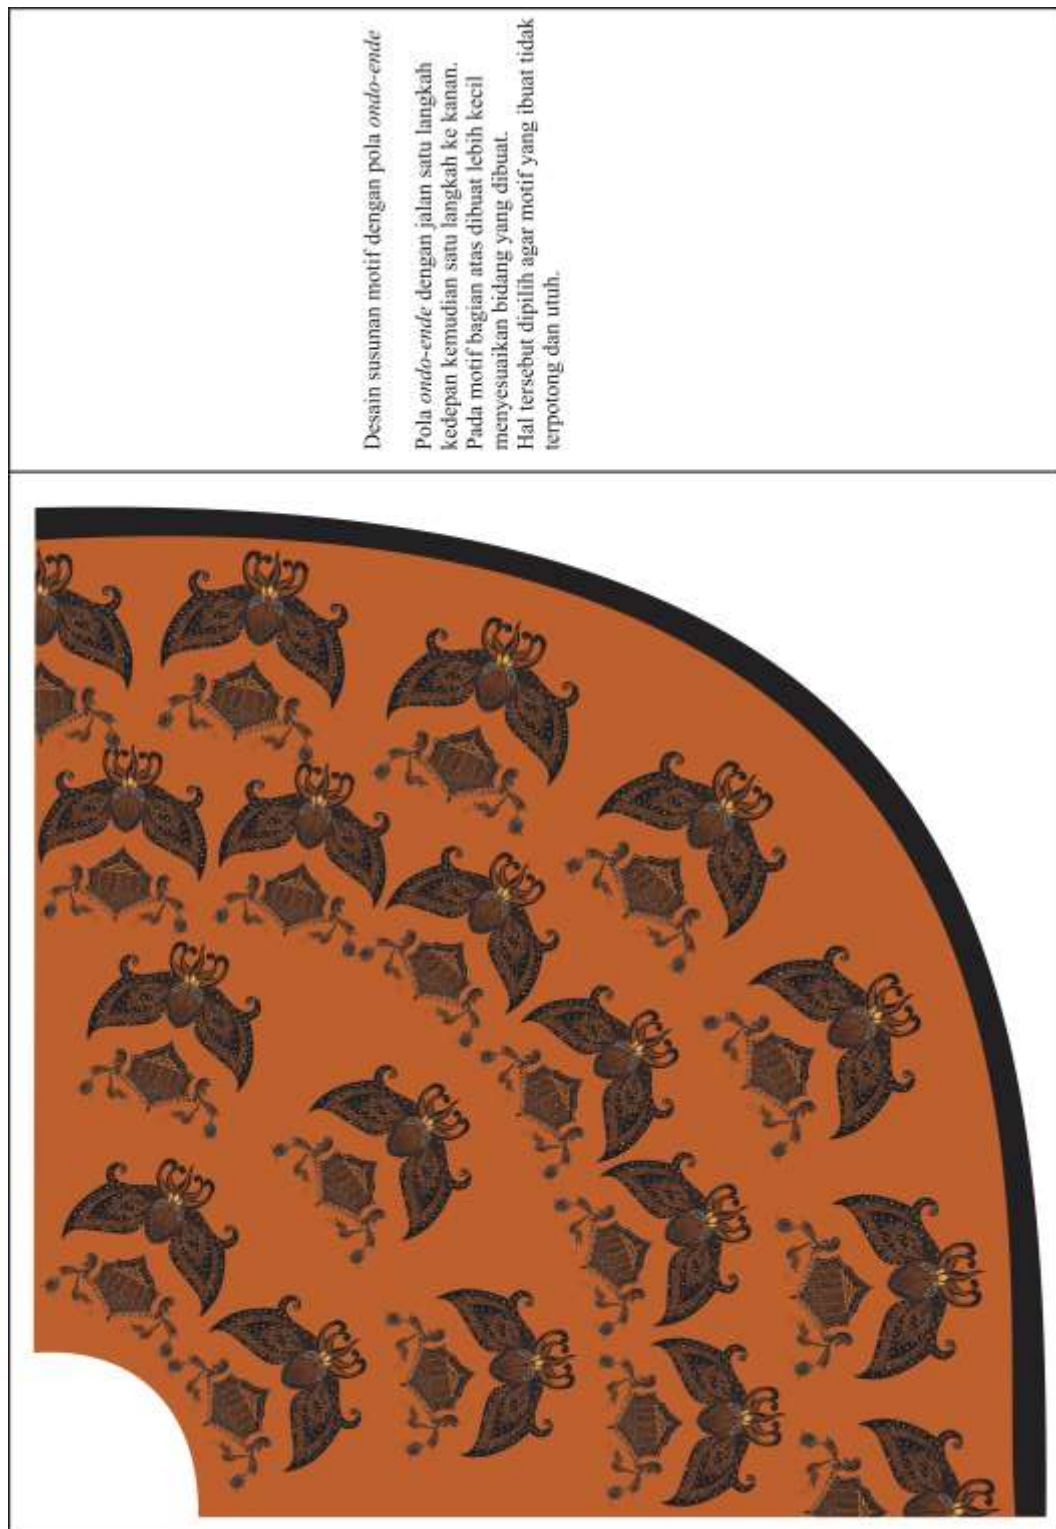 Desain susunan motif dengan pola ondo-ende
Pola ondo-ende dengan jalan satu langkah
kedepan kemudian satu langkah ke kanan.
Pada motif bagian atas dibuat lebih kecil
menyesuaikan bidang yang dibuat.
Hal tersebut dipilih agar motif yang ibuat tidak
terpotong dan utuh.